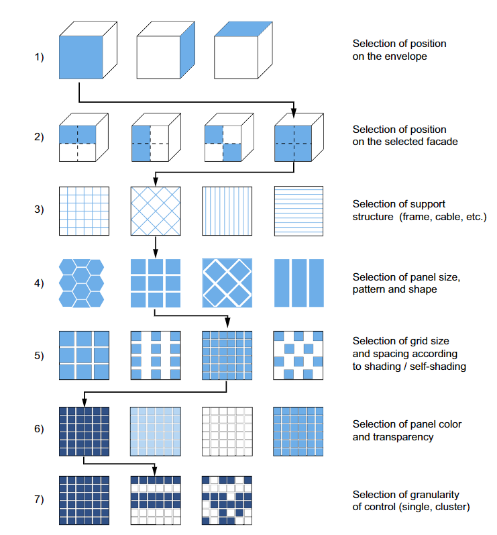 1)
Selection of position
on the envelope
2)
Selection of position
on the selected facade
3)
Selection of support
structure (frame, cable, etc.)
4)
Selection of panel size,
pattern and shape
5)
Selection of grid size
and spacing according
to shading / self-shading
6)
Selection of panel color
and transparency
7)
Selection of granularity
of control (single, cluster)